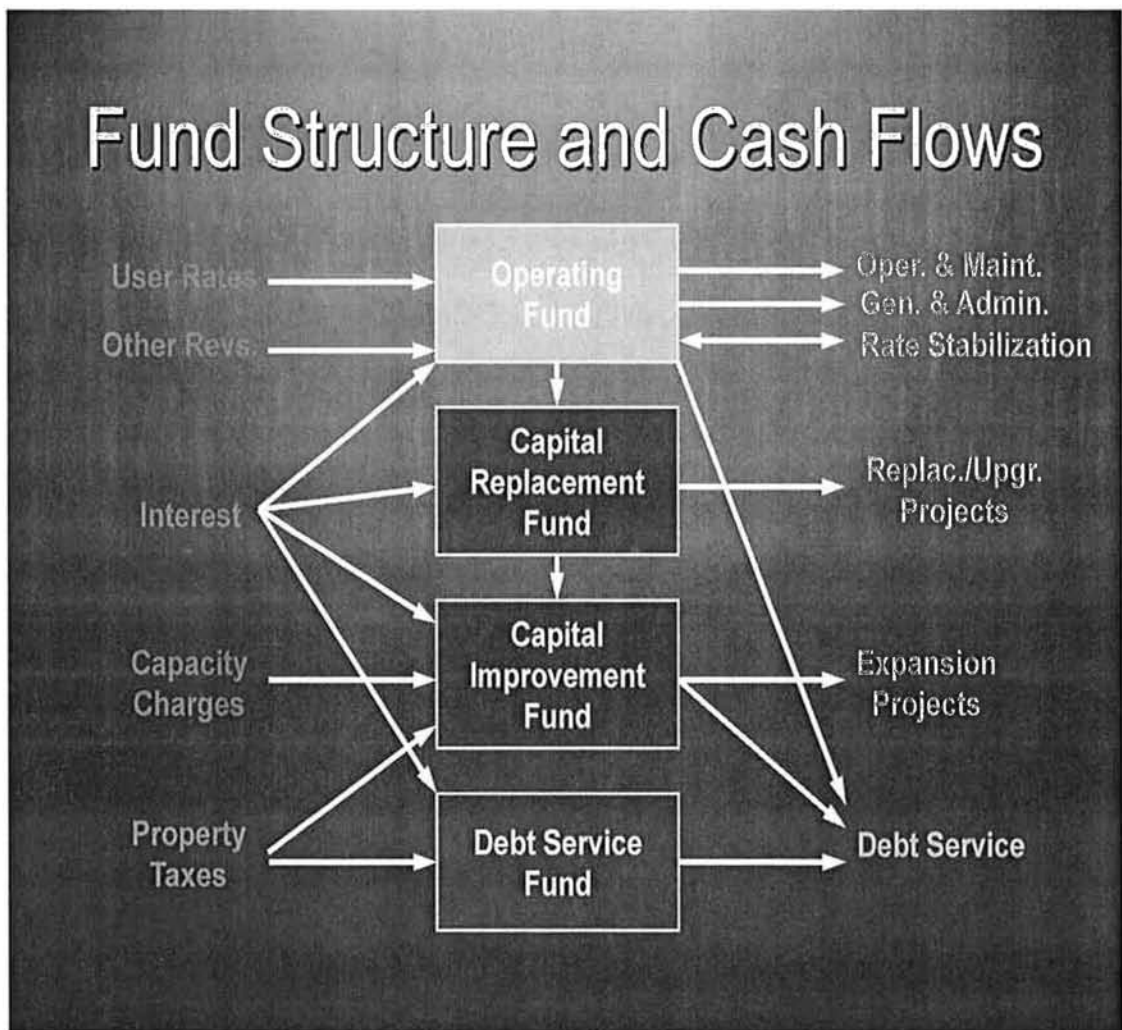 Fund Structure and Cash Flows
User Rates
Other Revs.
Interest
Capacity
Charges
Property
Taxes
Operating
Fund
Capital
Replacement
Fund
Capital
Improvement
Fund
Debt Service
Fund
Oper. & Maint.
Gen. & Admin.
Rate Stabilization
Replac./Upgr.
Projects
Expansion
Projects
Debt Service